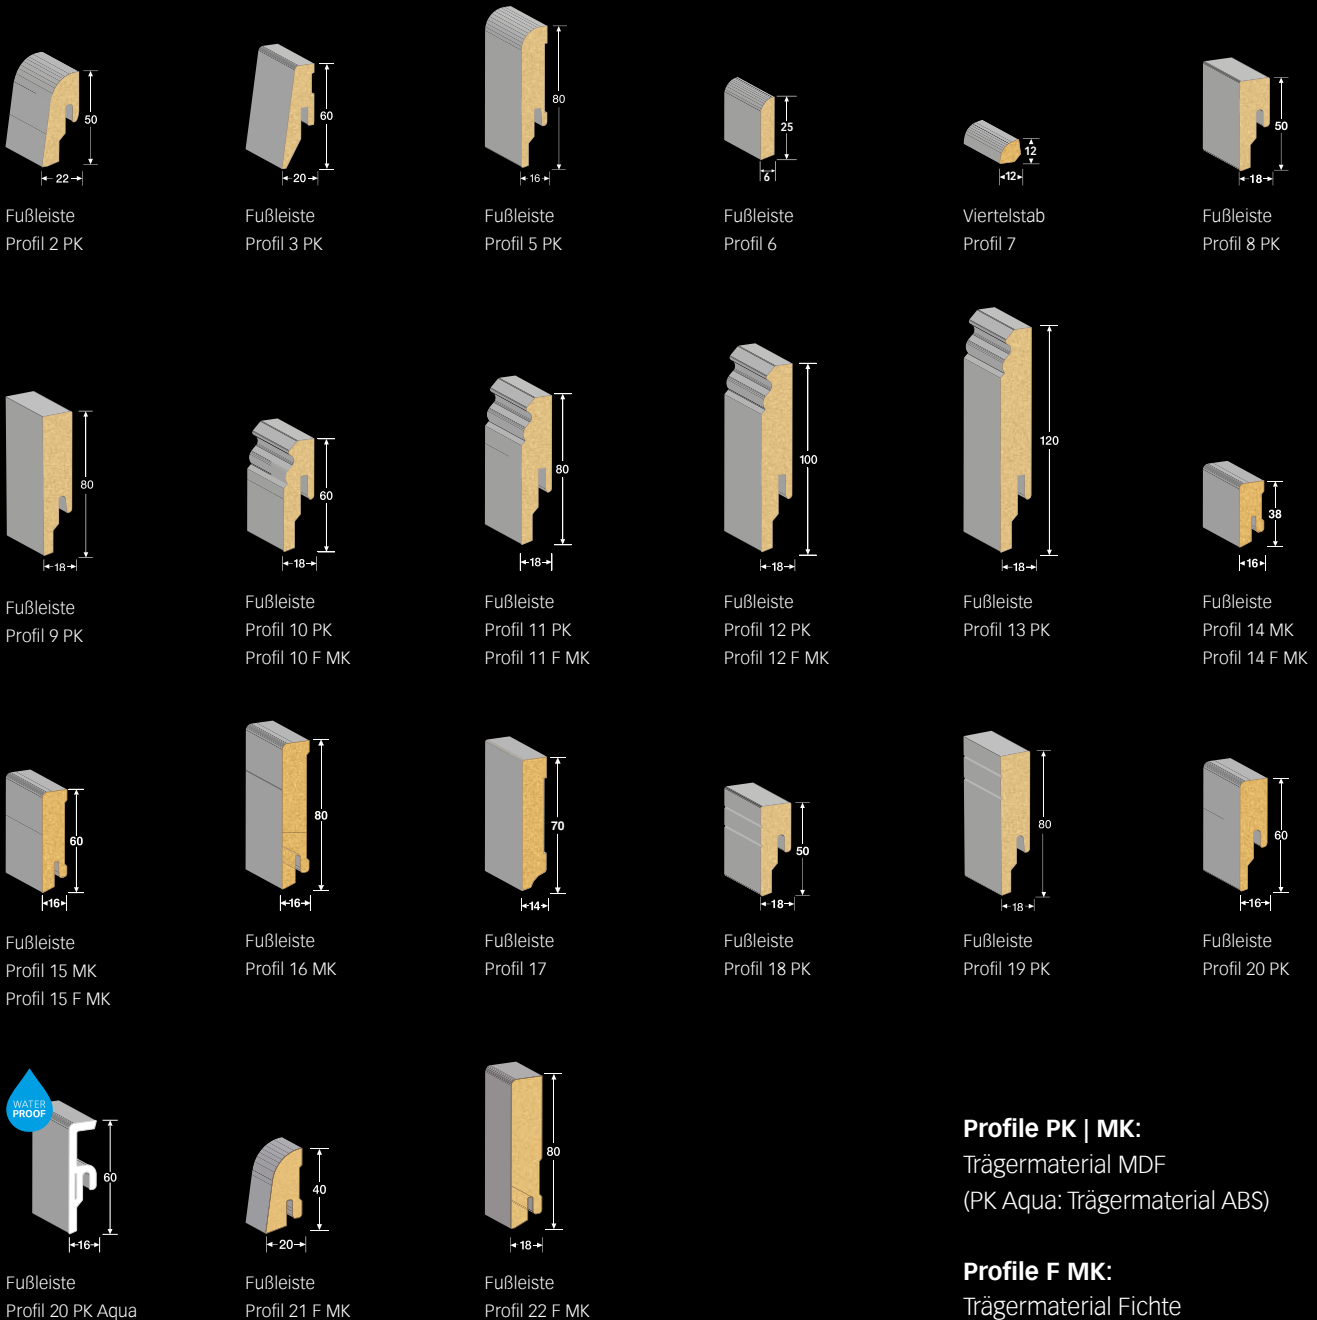 50
22
Fußleiste
Profil 2 PK
60
20
Fußleiste
Profil 3 PK
80
16
Fußleiste
Profil 5 PK
25
6
Fußleiste
Profil 6
12
12
Viertelstab
Profil 7
50
18
Fußleiste
Profil 8 PK
80
18
Fußleiste
Profil 9 PK
60
18
Fußleiste
Profil 10 PK
Profil 10 F MK
80
18
Fußleiste
Profil 11 PK
Profil 11 F MK
100
18
Fußleiste
Profil 12 PK
Profil 12 F MK
120
18
Fußleiste
Profil 13 PK
38
16
Fußleiste
Profil 14 MK
Profil 14 F MK
60
16
Fußleiste
Profil 15 MK
Profil 15 F MK
80
16
Fußleiste
Profil 16 MK
70
14
Fußleiste
Profil 17
50
18
Fußleiste
Profil 18 PK
80
18
Fußleiste
Profil 19 PK
60
16
Fußleiste
Profil 20 PK
WATER
PROOF
60
16
Fußleiste
Profil 20 PK Aqua
40
20
Fußleiste
Profil 21 F MK
80
18
Fußleiste
Profil 22 F MK
Profile PK | MK:
Trägermaterial MDF
(PK Aqua: Trägermaterial ABS)
Profile F MK:
Trägermaterial Fichte